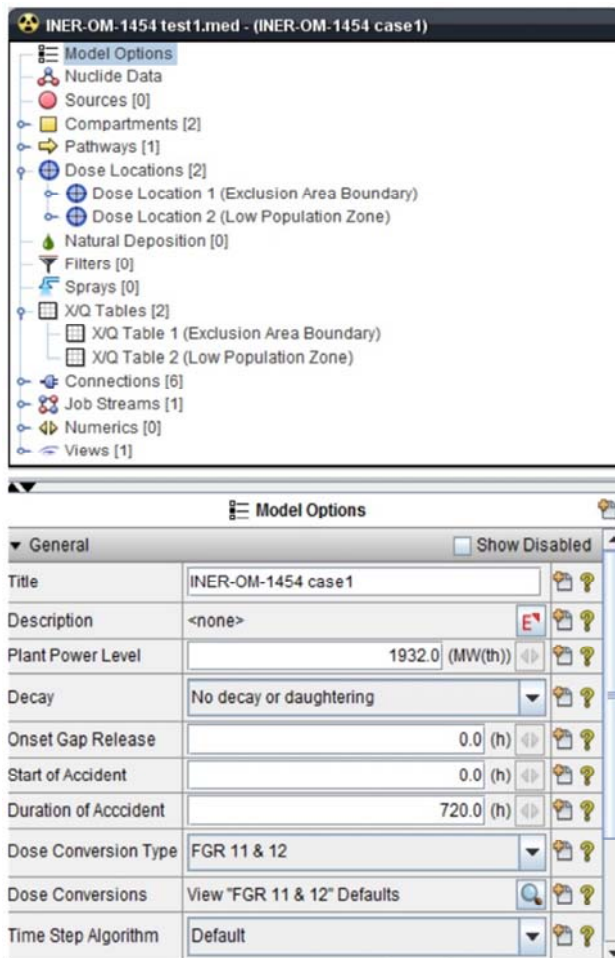 INER-OM-1454 test1.med - (INER-OM-1454 case1)
Model Options
Nuclide Data
Sources [0]
Compartments [2]
Pathways [1]
Dose Locations [2]
Dose Location 1 (Exclusion Area Boundary)
Dose Location 2 (Low Population Zone)
Natural Deposition [0]
Filters [0]
Sprays [0]
X/Q Tables [2]
X/Q Table 1 (Exclusion Area Boundary)
X/Q Table 2 (Low Population Zone)
Connections [6]
Job Streams [1]
Numerics [0]
Views [1]
Model Options
General Show Disabled
Title INER-OM-1454 case1
Description <none> E
Plant Power Level 1932.0 (MW(th))
Decay No decay or daughtering
Onset Gap Release 0.0 (h)
Start of Accident 0.0 (h)
Duration of Acccident 720.0 (h)
Dose Conversion Type FGR 11 & 12
Dose Conversions View "FGR 11 & 12" Defaults
Time Step Algorithm Default